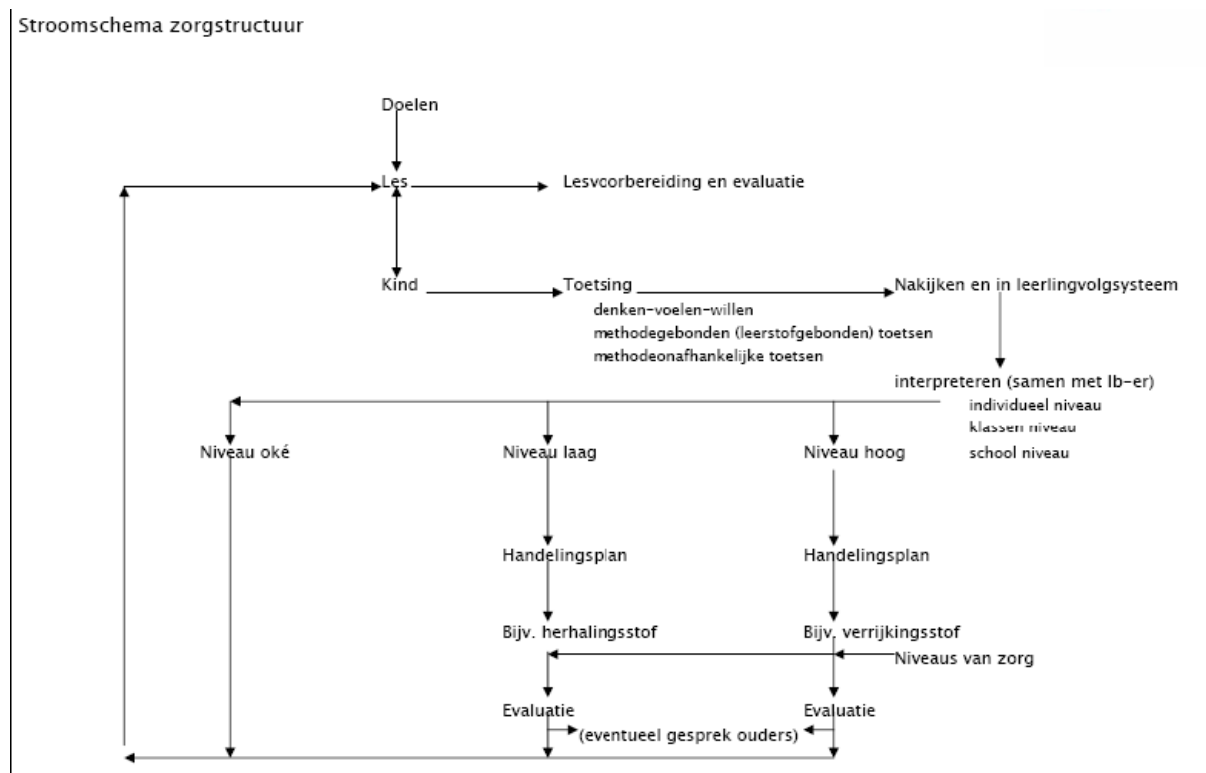 Stroomschema zorgstructuur
Doelen
Les
Lesvoorbereiding en evaluatie
Kind
Toetsing
Nakijken en in leerlingvolgsysteem
denken-voelen-willen
methodegebonden (leerstofgebonden) toetsen
methodeonafhankelijke toetsen
interpreteren (samen met Ib-er)
individueel niveau
klassen niveau
school niveau
Niveau oké
Niveau laag
Niveau hoog
Handelingsplan
Handelingsplan
Bijv. herhalingsstof
Bijv. verrijkingsstof
Niveaus van zorg
Evaluatie
Evaluatie
(eventueel gesprek ouders)